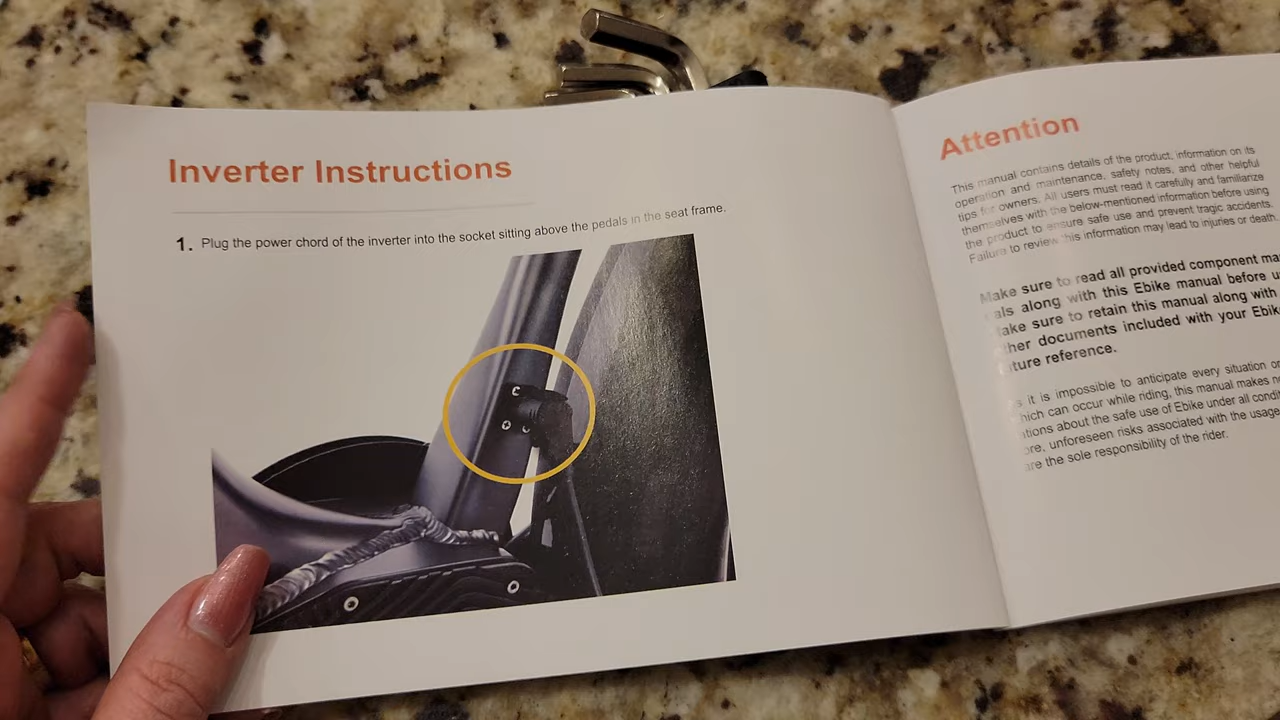 Inverter Instructions
1. Plug the power chord of the inverter into the socket sitting above the pedals in the seat frame.
Attention
This manual contains details of the product, information on its
operation and maintenance, safety notes, and other helpful
tips for owners. All users must read it carefully and familiarize
themselves with the below-mentioned information before using
the product to ensure safe use and prevent tragic accidents.
Failure to review this information may lead to injuries or death.
Make sure to read all provided component
als along with this Ebike manual before
ake sure to retain this manual along with
her documents included with your
ture reference.
it is impossible to anticipate every situation
hich can occur while riding, this manual makes
tions about the safe use of Ebike under all
ore, unforeseen risks associated with the usage
are the sole responsibility of the rider.